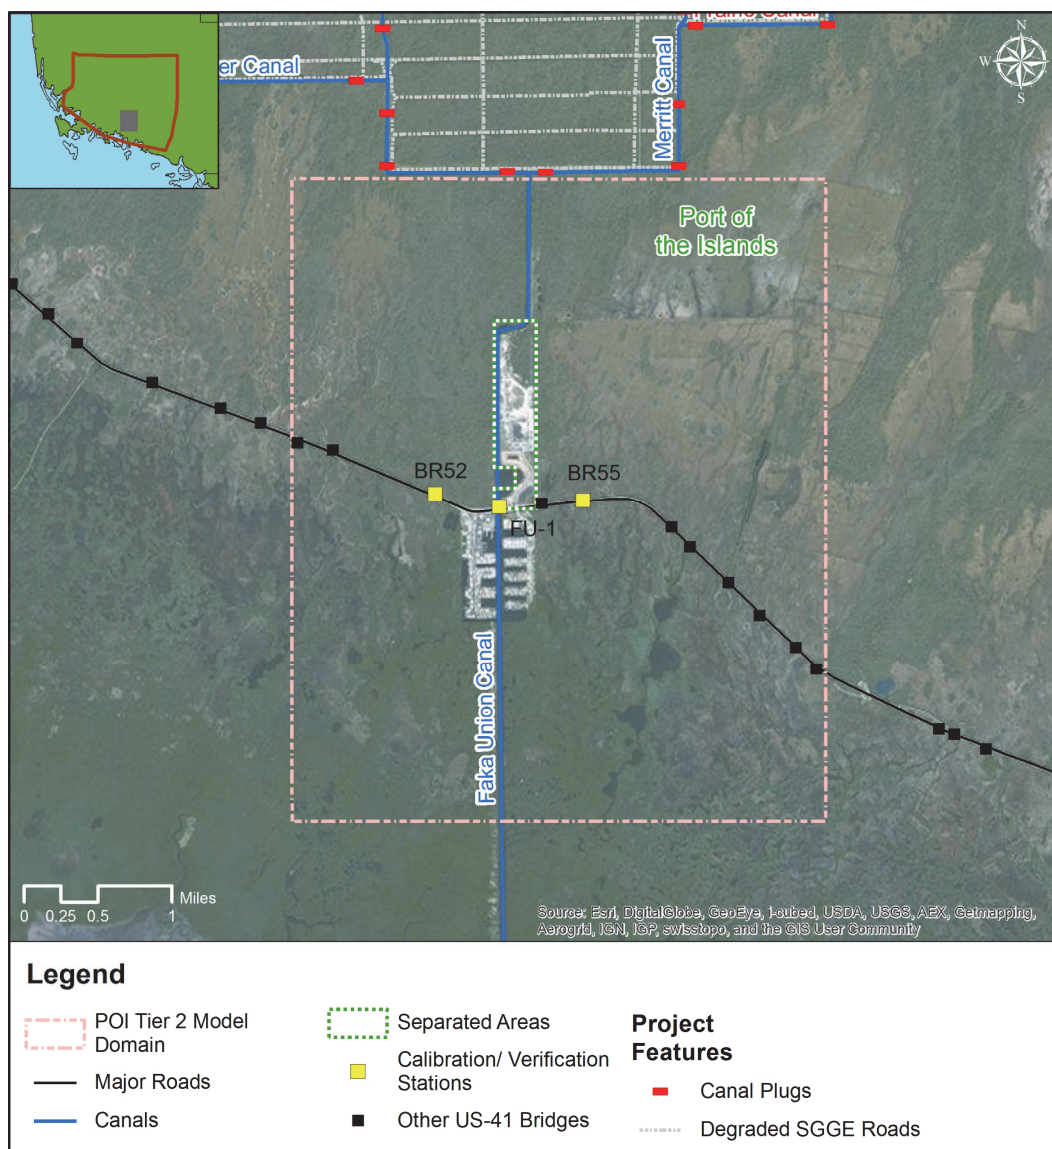 er Canal
Merritt Canal
N
W
E
S
Port of
the Islands
BR52
BR55
FU-1
Faka Union Canal
0 0.25 0.5 1 Miles
Source: Esri, DigitalGlobe, GeoEye, i-cubed, USDA, USGS, AEX, Getmapping,
Aerogrid, IGN, IGP, swisstopo, and the GIS User Community
Legend
POI Tier 2 Model
Domain
Major Roads
Canals
Separated Areas
Calibration/ Verification
Stations
Other US-41 Bridges
Project
Features
Canal Plugs
Degraded SGGE Roads